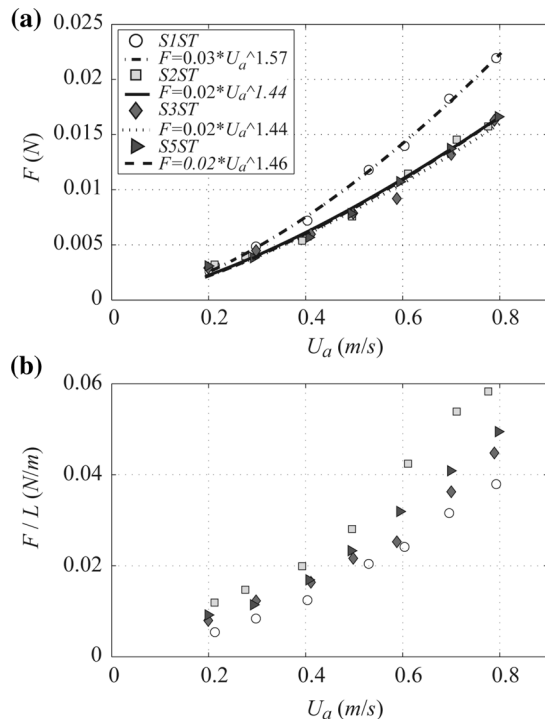 (a)
0.025
0.02
0.015
0.01
0.005
0
F (N)
S1ST
F=0.03*U_a^1.57
S2ST
F=0.02*U_a^1.44
S3ST
F=0.02*U_a^1.44
S5ST
F=0.02*U_a^1.46
0 0.2 0.4 0.6 0.8
U_a (m/s)
(b)
0.06
0.04
0.02
0
F / L (N/m)
0 0.2 0.4 0.6 0.8
U_a (m/s)